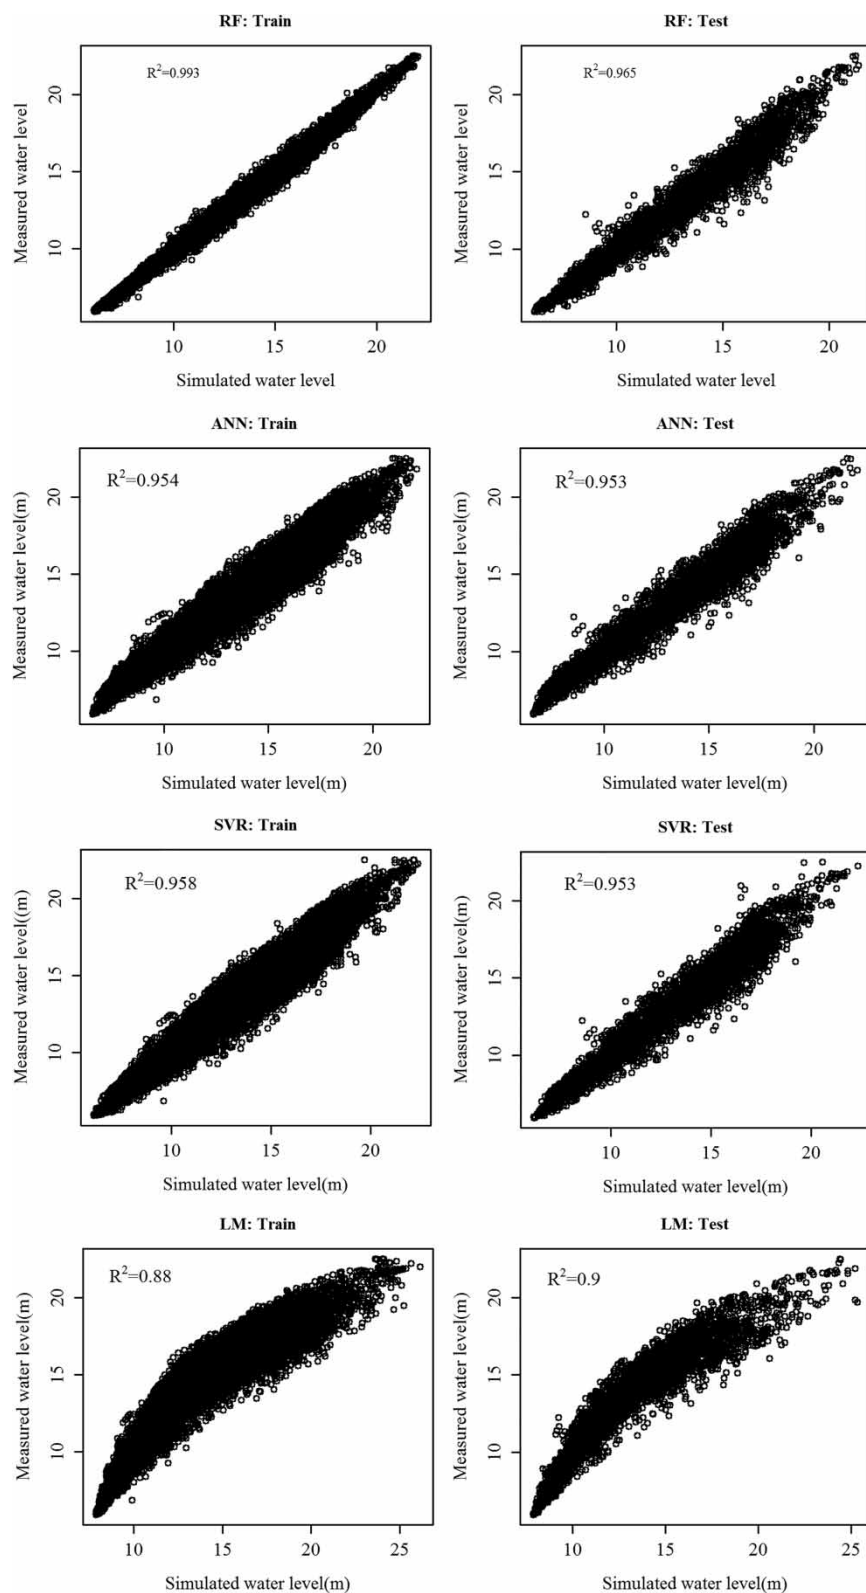 RF: Train
R²=0.993
20
15
10
Measured water level
10 15 20
Simulated water level
RF: Test
R²=0.965
20
15
10
Measured water level
10 15 20
Simulated water level
ANN: Train
R²=0.954
20
15
10
Measured water level(m)
10 15 20
Simulated water level(m)
ANN: Test
R²=0.953
20
15
10
Measured water level(m)
10 15 20
Simulated water level(m)
SVR: Train
R²=0.958
20
15
10
Measured water level((m)
10 15 20
Simulated water level(m)
SVR: Test
R²=0.953
20
15
10
Measured water level(m)
10 15 20
Simulated water level(m)
LM: Train
R²=0.88
20
15
10
Measured water level(m)
10 15 20 25
Simulated water level(m)
LM: Test
R²=0.9
20
15
10
Measured water level(m)
10 15 20 25
Simulated water level(m)